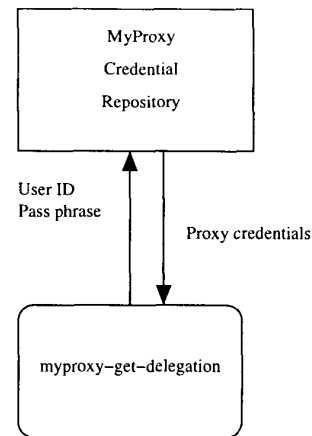 MyProxy
Credential
Repository
User ID
Pass phrase
Proxy credentials
myproxy-get-delegation